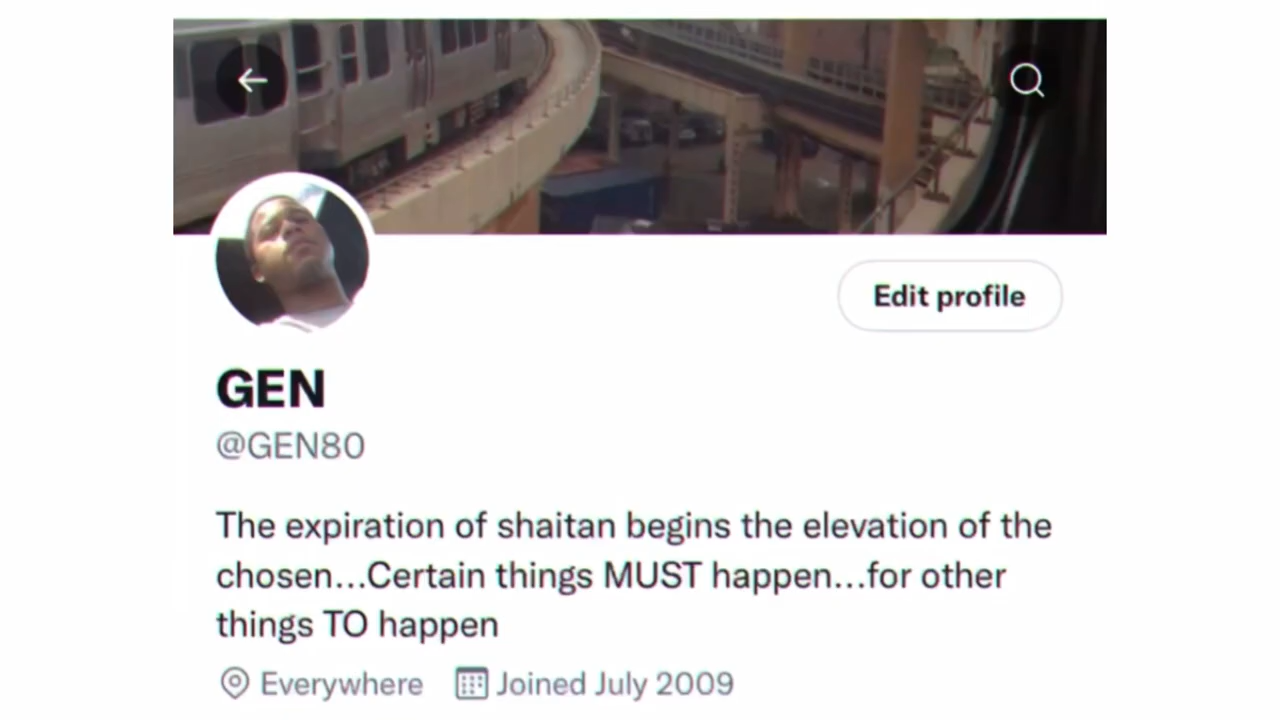 Edit profile
GEN
@GEN80
The expiration of shaitan begins the elevation of the
chosen...Certain things MUST happen...for other
things TO happen
Everywhere Joined July 2009